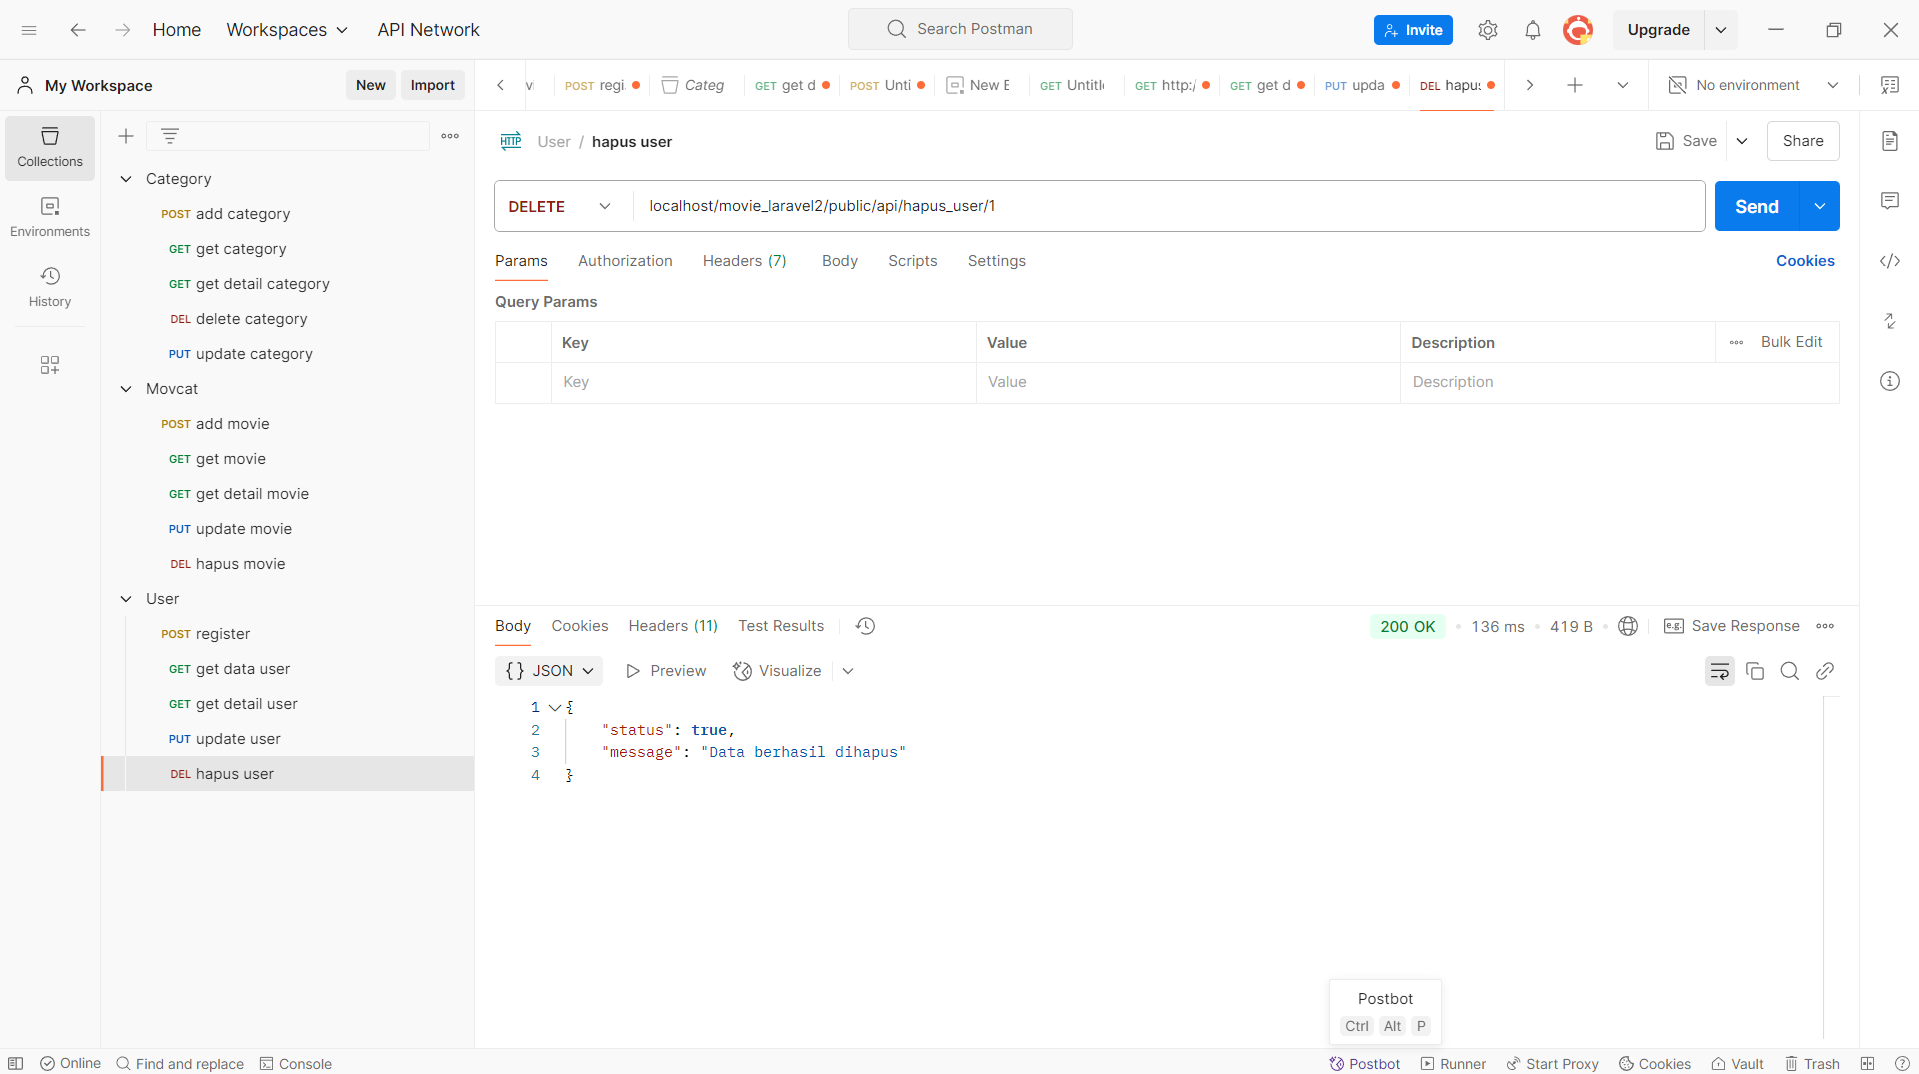 Home Workspaces API Network Search Postman Invite Upgrade
My Workspace New Import
POST regi Categ GET get d POST Unti New E GET Untitl GET http:/ GET get d PUT upda DEL hapu No environment
Collections
Environments
History
Category
POST add category
GET get category
GET get detail category
DEL delete category
PUT update category
Movcat
POST add movie
GET get movie
GET get detail movie
PUT update movie
DEL hapus movie
User
POST register
GET get data user
GET get detail user
PUT update user
DEL hapus user
HTTP User / hapus user Save Share
DELETE localhost/movie_laravel2/public/api/hapus_user/1 Send
Params Authorization Headers (7) Body Scripts Settings Cookies
Query Params
Key Value Description Bulk Edit
Key Value Description
Body Cookies Headers (11) Test Results 200 OK 136 ms 419 B e.g. Save Response
{} JSON Preview Visualize
1 {
2 "status": true,
3 "message": "Data berhasil dihapus"
4 }
Postbot
Ctrl Alt P
Online Find and replace Console Postbot Runner Start Proxy Cookies Vault Trash